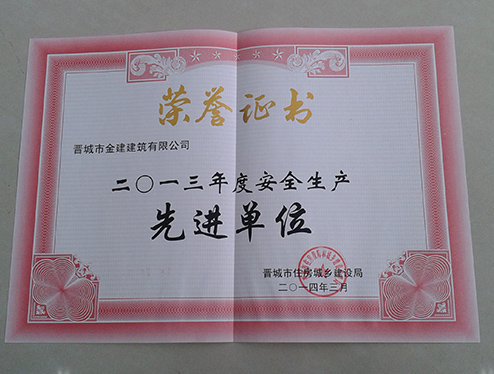 荣誉证书
晋城市金建建筑有限公司
二〇一三年度安全生产
先进单位
晋城市住房城乡建设局
二〇一四年三月